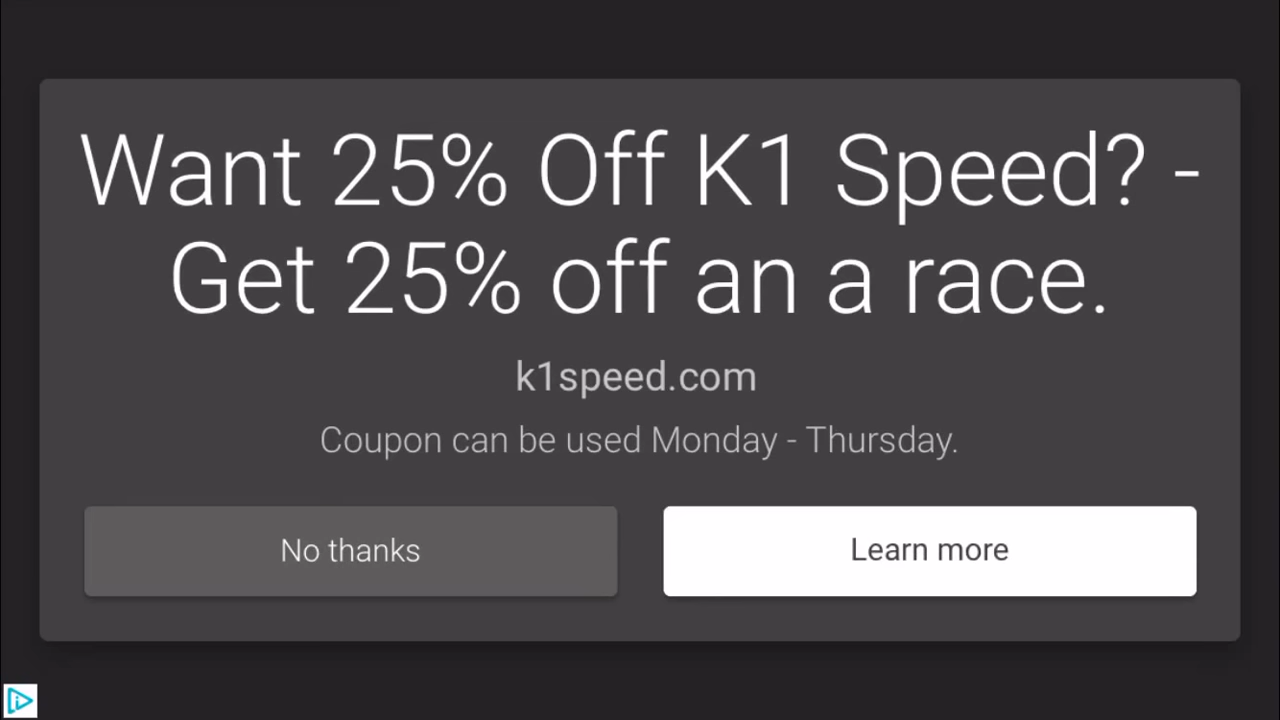 Want 25% Off K1 Speed? -
Get 25% off an a race.
k1speed.com
Coupon can be used Monday - Thursday.
No thanks
Learn more